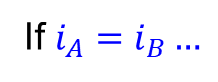 If i_A = i_B ...